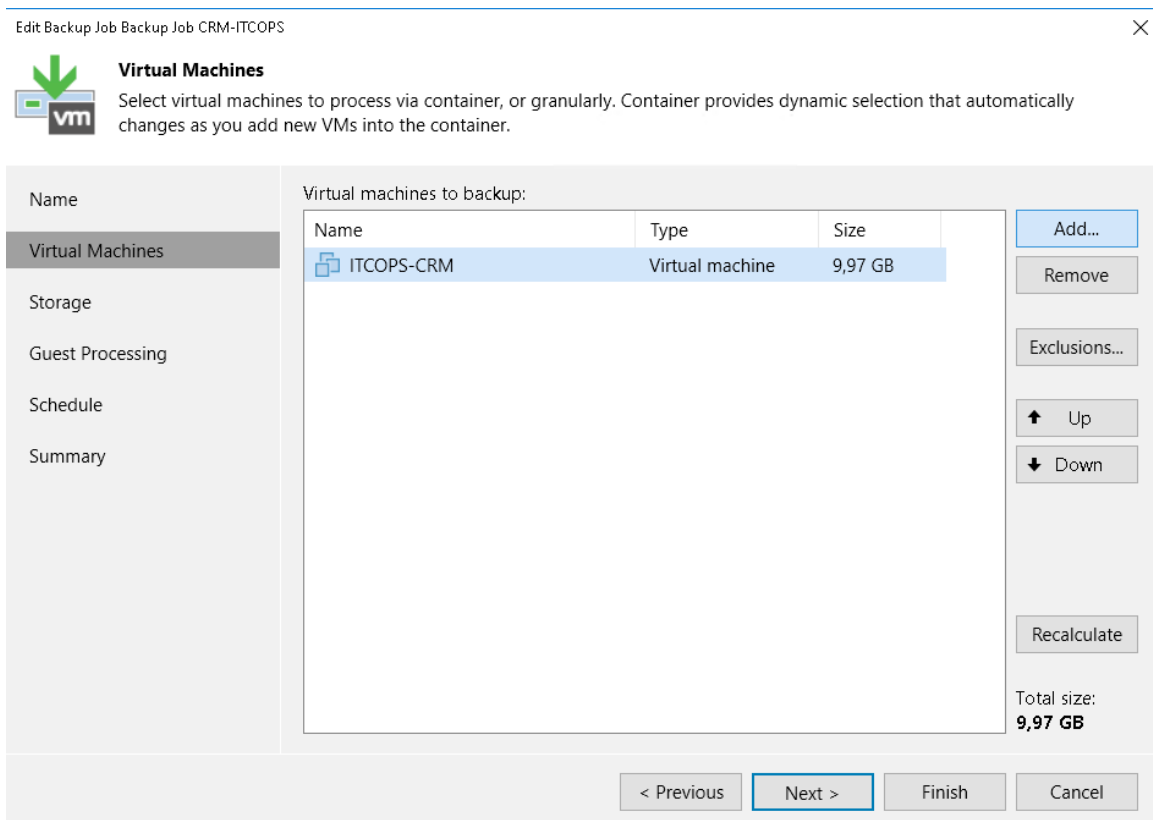 Edit Backup Job Backup Job CRM-ITCOPS
Virtual Machines
Select virtual machines to process via container, or granularly. Container provides dynamic selection that automatically
changes as you add new VMs into the container.
vm
Name
Virtual Machines
Storage
Guest Processing
Schedule
Summary
Virtual machines to backup:
Name Type Size
ITCOPS-CRM Virtual machine 9,97 GB
Add...
Remove
Exclusions...
Up
Down
Recalculate
Total size:
9,97 GB
< Previous Next > Finish Cancel